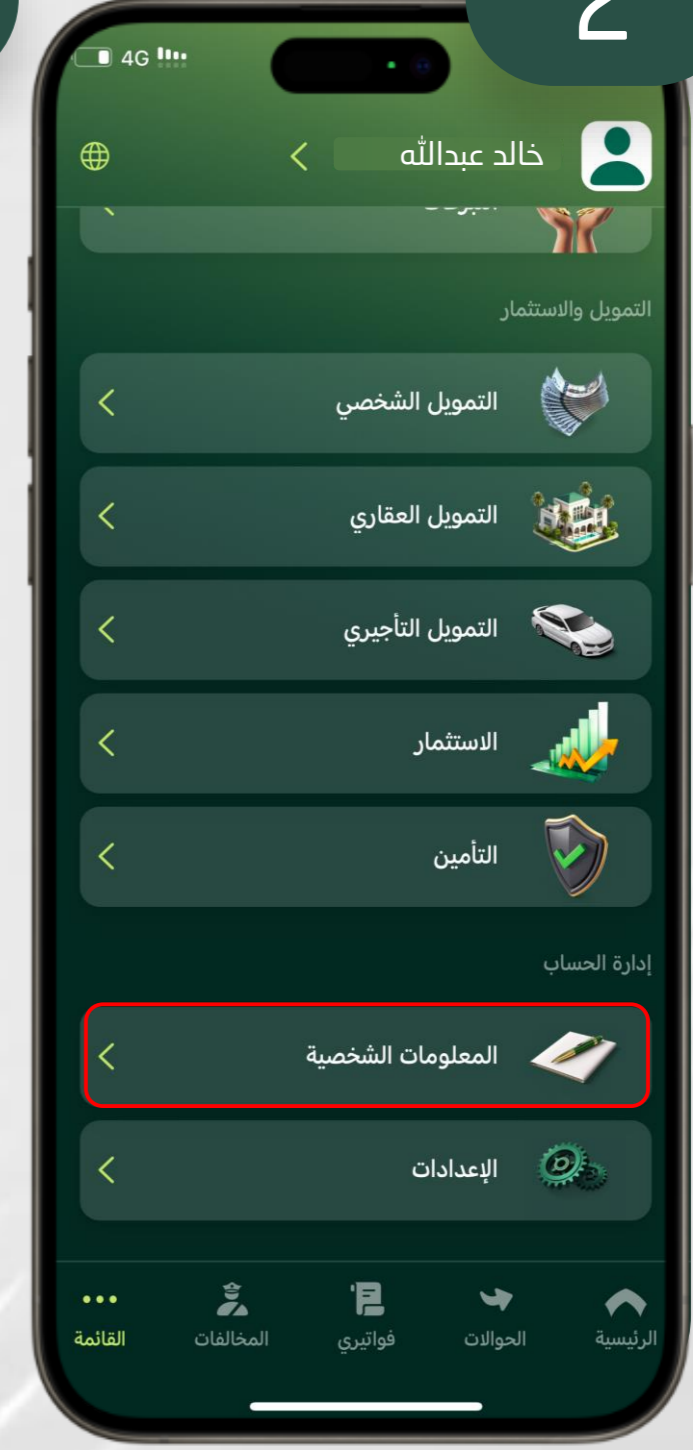 2
4G
خالد عبدالله
التمويل والاستثمار
التمويل الشخصي
التمويل العقاري
التمويل التأجيري
الاستثمار
التأمين
إدارة الحساب
المعلومات الشخصية
الإعدادات
الرئيسية
الحوالات
فواتيري
المخالفات
القائمة